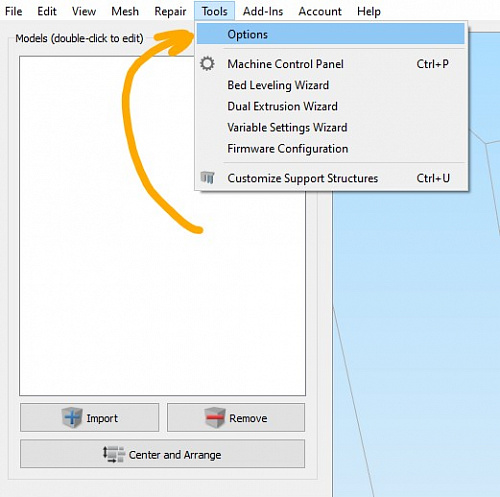 File Edit View Mesh Repair Tools Add-Ins Account Help
Models (double-click to edit)
Options
Machine Control Panel Ctrl+P
Bed Leveling Wizard
Dual Extrusion Wizard
Variable Settings Wizard
Firmware Configuration
Customize Support Structures Ctrl+U
Import Remove
Center and Arrange